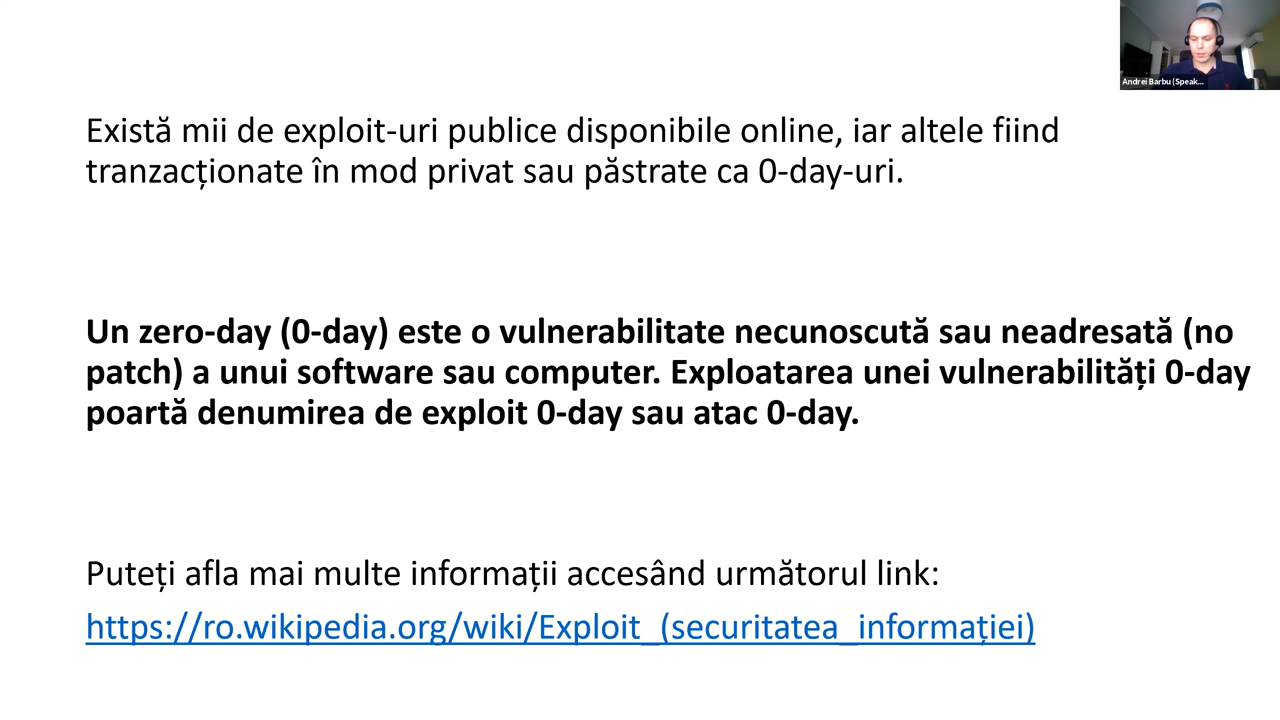 Andrei Barbu (Speak...
Există mii de exploit-uri publice disponibile online, iar altele fiind
tranzacționate în mod privat sau păstrate ca 0-day-uri.
Un zero-day (0-day) este o vulnerabilitate necunoscută sau neadresată (no
patch) a unui software sau computer. Exploatarea unei vulnerabilități 0-day
poartă denumirea de exploit 0-day sau atac 0-day.
Puteți afla mai multe informații accesând următorul link:
https://ro.wikipedia.org/wiki/Exploit_(securitatea_informației)